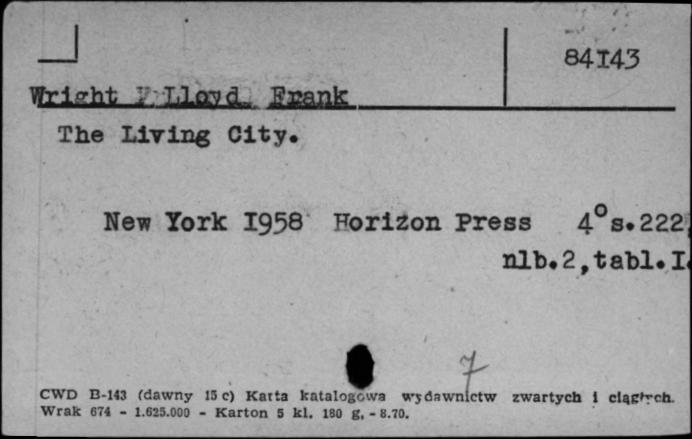 84I43
Wright Lloyd Frank
The Living City.
New York I958 Horizon Press 4°s.222,
nlb.2,tabl.I.
7
CWD B-143 (dawny 15 c) Karta katalogowa wydawnictw zwartych i ciągłych.
Wrak 674 - 1.625.000 - Karton 5 kl. 180 g. - 8.70.